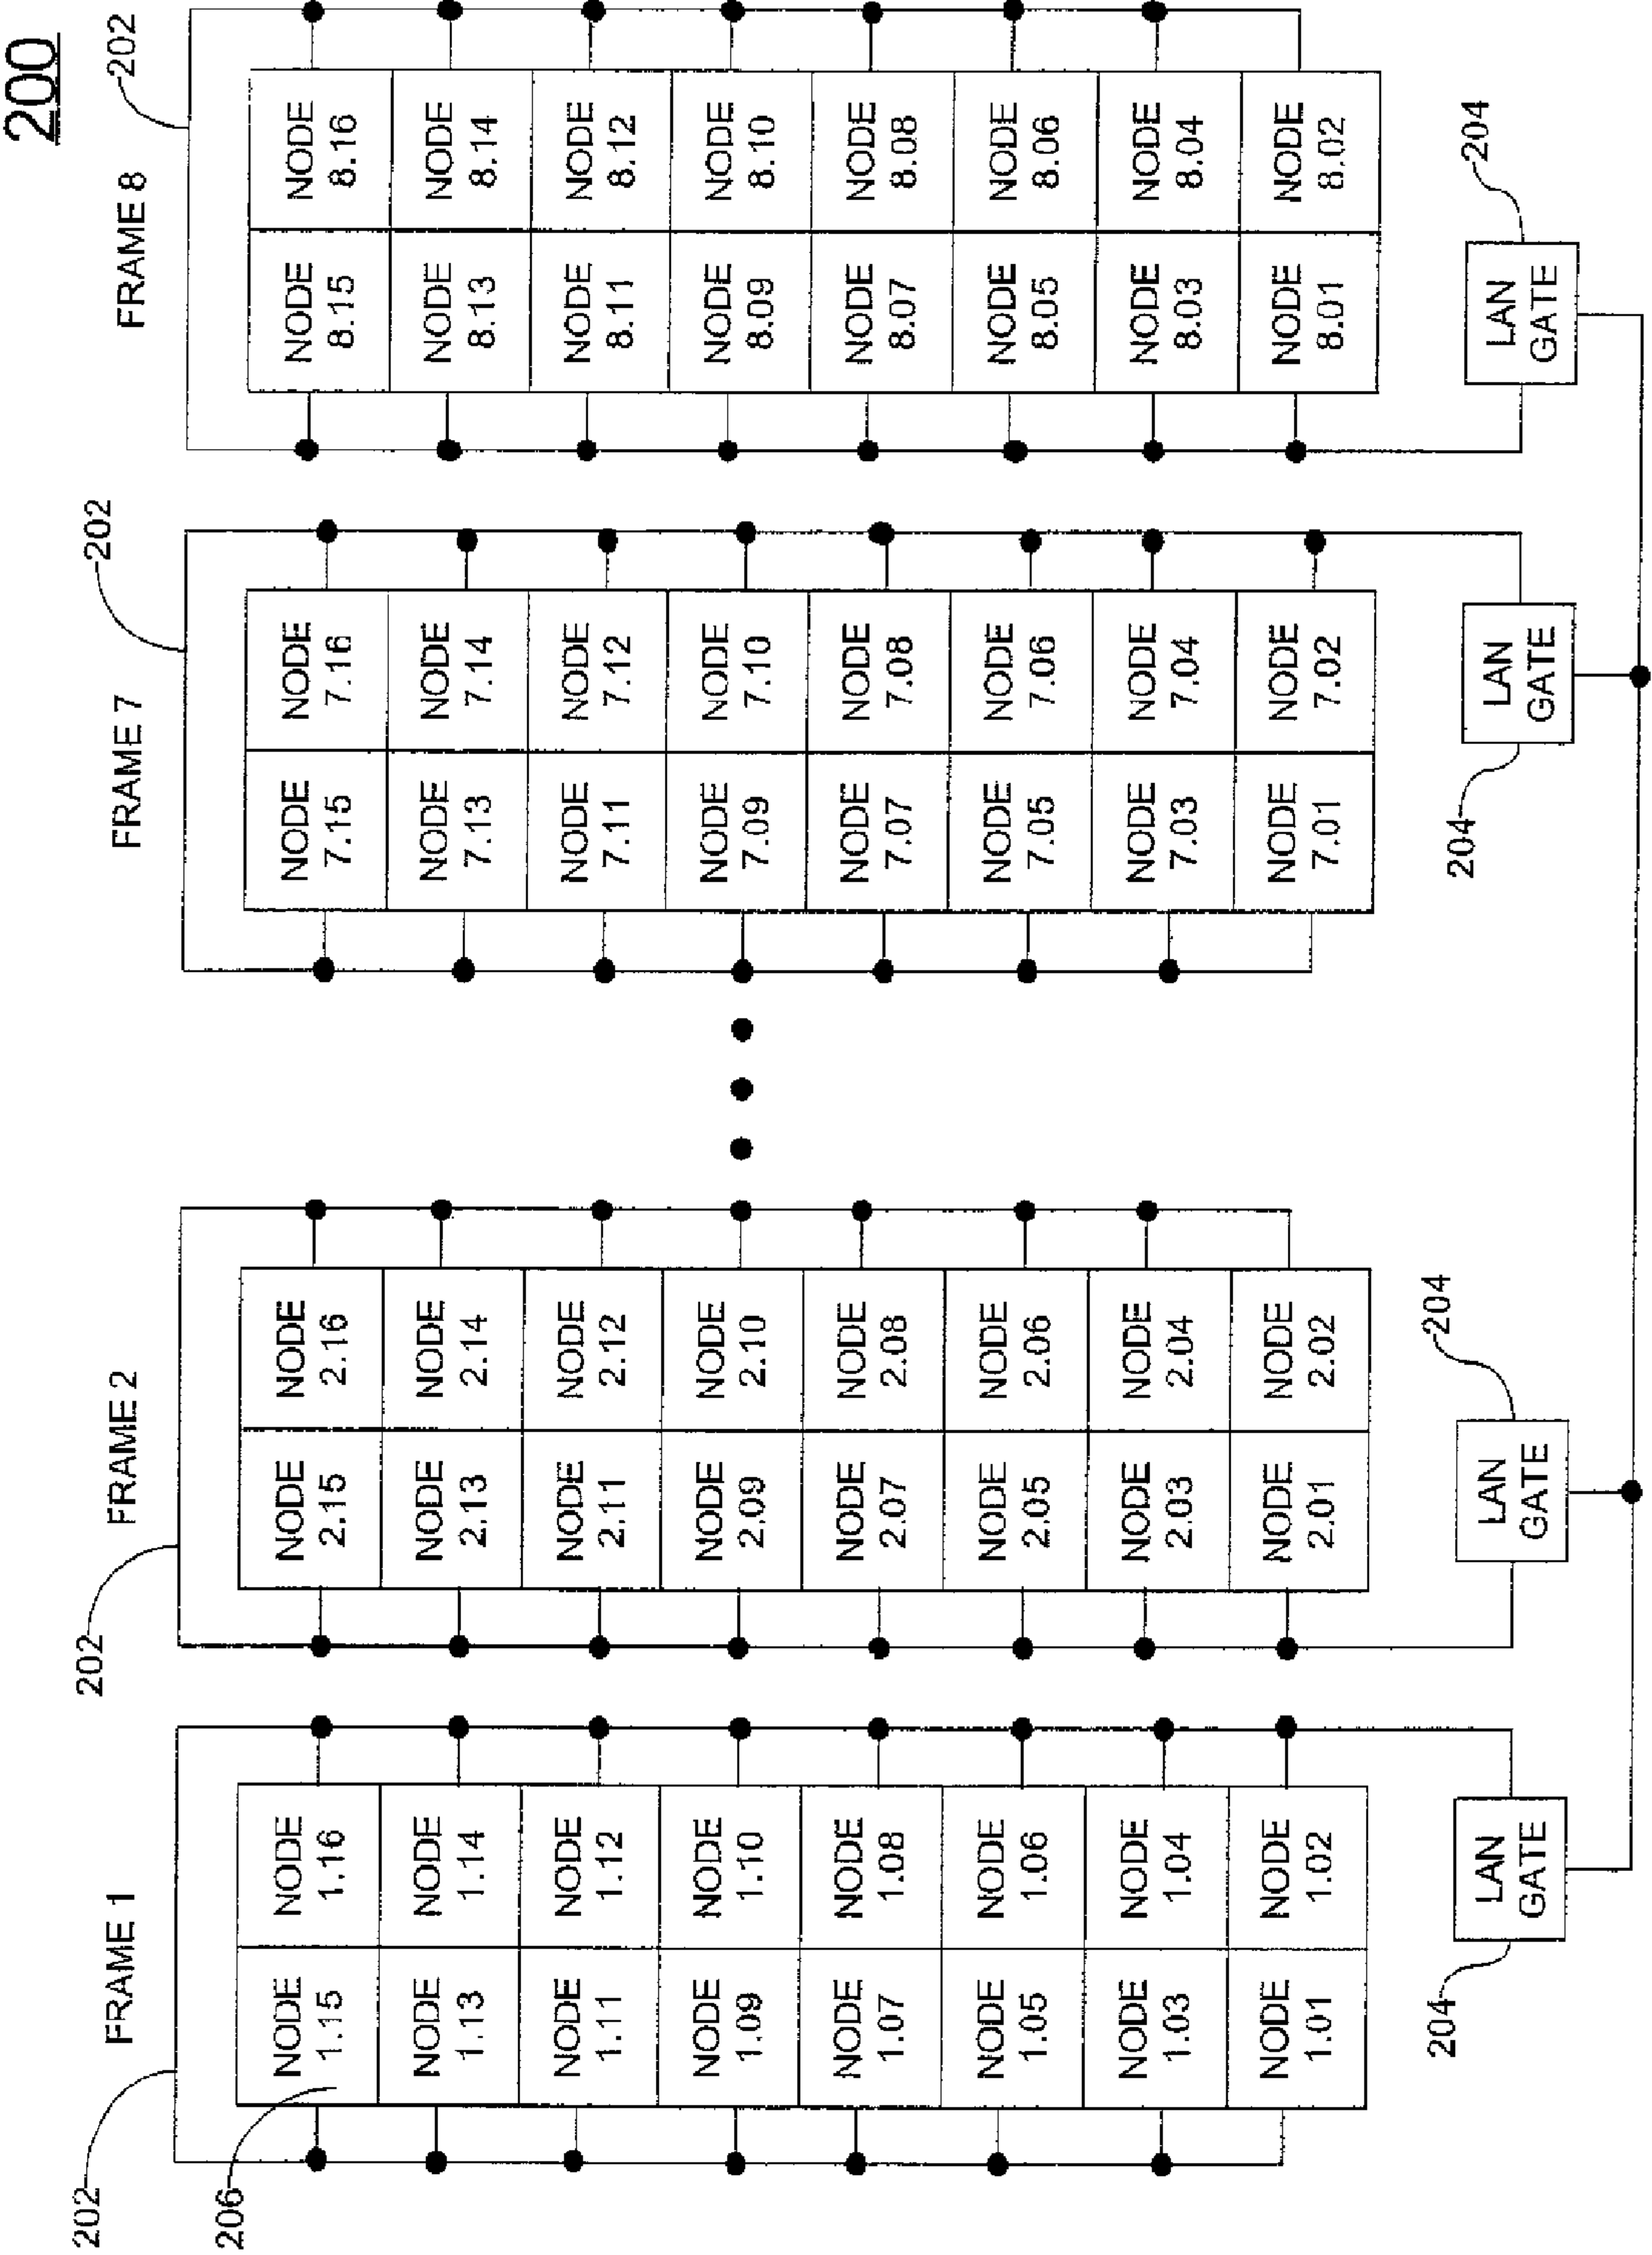 200
FRAME 1
FRAME 2
FRAME 7
FRAME 8
202
202
202
202
206
NODE
1.15
NODE
1.16
NODE
1.13
NODE
1.14
NODE
1.11
NODE
1.12
NODE
1.09
NODE
1.10
NODE
1.07
NODE
1.08
NODE
1.05
NODE
1.06
NODE
1.03
NODE
1.04
NODE
1.01
NODE
1.02
NODE
2.15
NODE
2.16
NODE
2.13
NODE
2.14
NODE
2.11
NODE
2.12
NODE
2.09
NODE
2.10
NODE
2.07
NODE
2.08
NODE
2.05
NODE
2.06
NODE
2.03
NODE
2.04
NODE
2.01
NODE
2.02
NODE
7.15
NODE
7.16
NODE
7.13
NODE
7.14
NODE
7.11
NODE
7.12
NODE
7.09
NODE
7.10
NODE
7.07
NODE
7.08
NODE
7.05
NODE
7.06
NODE
7.03
NODE
7.04
NODE
7.01
NODE
7.02
NODE
8.15
NODE
8.16
NODE
8.13
NODE
8.14
NODE
8.11
NODE
8.12
NODE
8.09
NODE
8.10
NODE
8.07
NODE
8.08
NODE
8.05
NODE
8.06
NODE
8.03
NODE
8.04
NODE
8.01
NODE
8.02
204
LAN
GATE
204
LAN
GATE
204
LAN
GATE
204
LAN
GATE